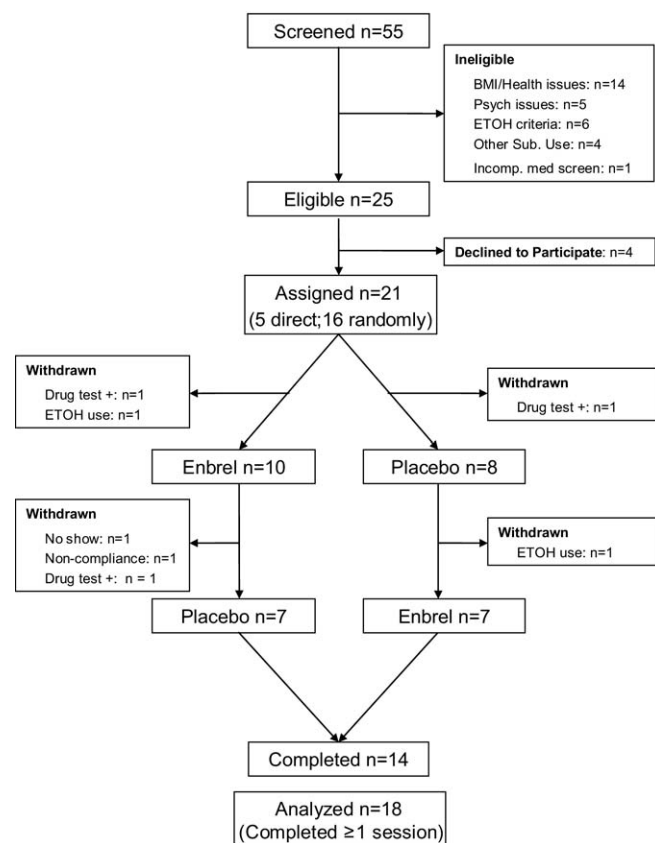 Screened n=55
Ineligible
BMI/Health issues: n=14
Psych issues: n=5
ETOH criteria: n=6
Other Sub. Use: n=4
Incomp. med screen: n=1
Eligible n=25
Declined to Participate: n=4
Assigned n=21
(5 direct;16 randomly)
Withdrawn
Drug test +: n=1
ETOH use: n=1
Withdrawn
Drug test +: n=1
Enbrel n=10
Placebo n=8
Withdrawn
No show: n=1
Non-compliance: n=1
Drug test +: n = 1
Withdrawn
ETOH use: n=1
Placebo n=7
Enbrel n=7
Completed n=14
Analyzed n=18
(Completed ≥1 session)